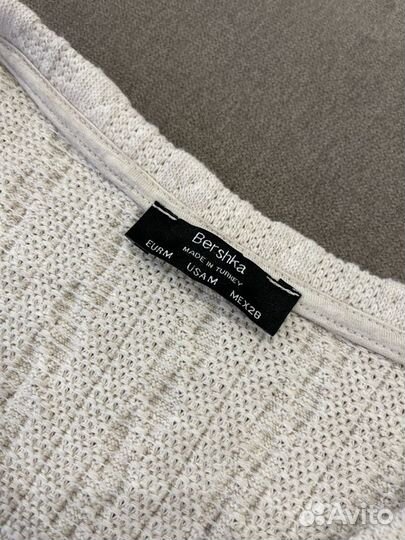 Bershka
MADE IN TURKEY
EUR M USA M MEX 28
Avito